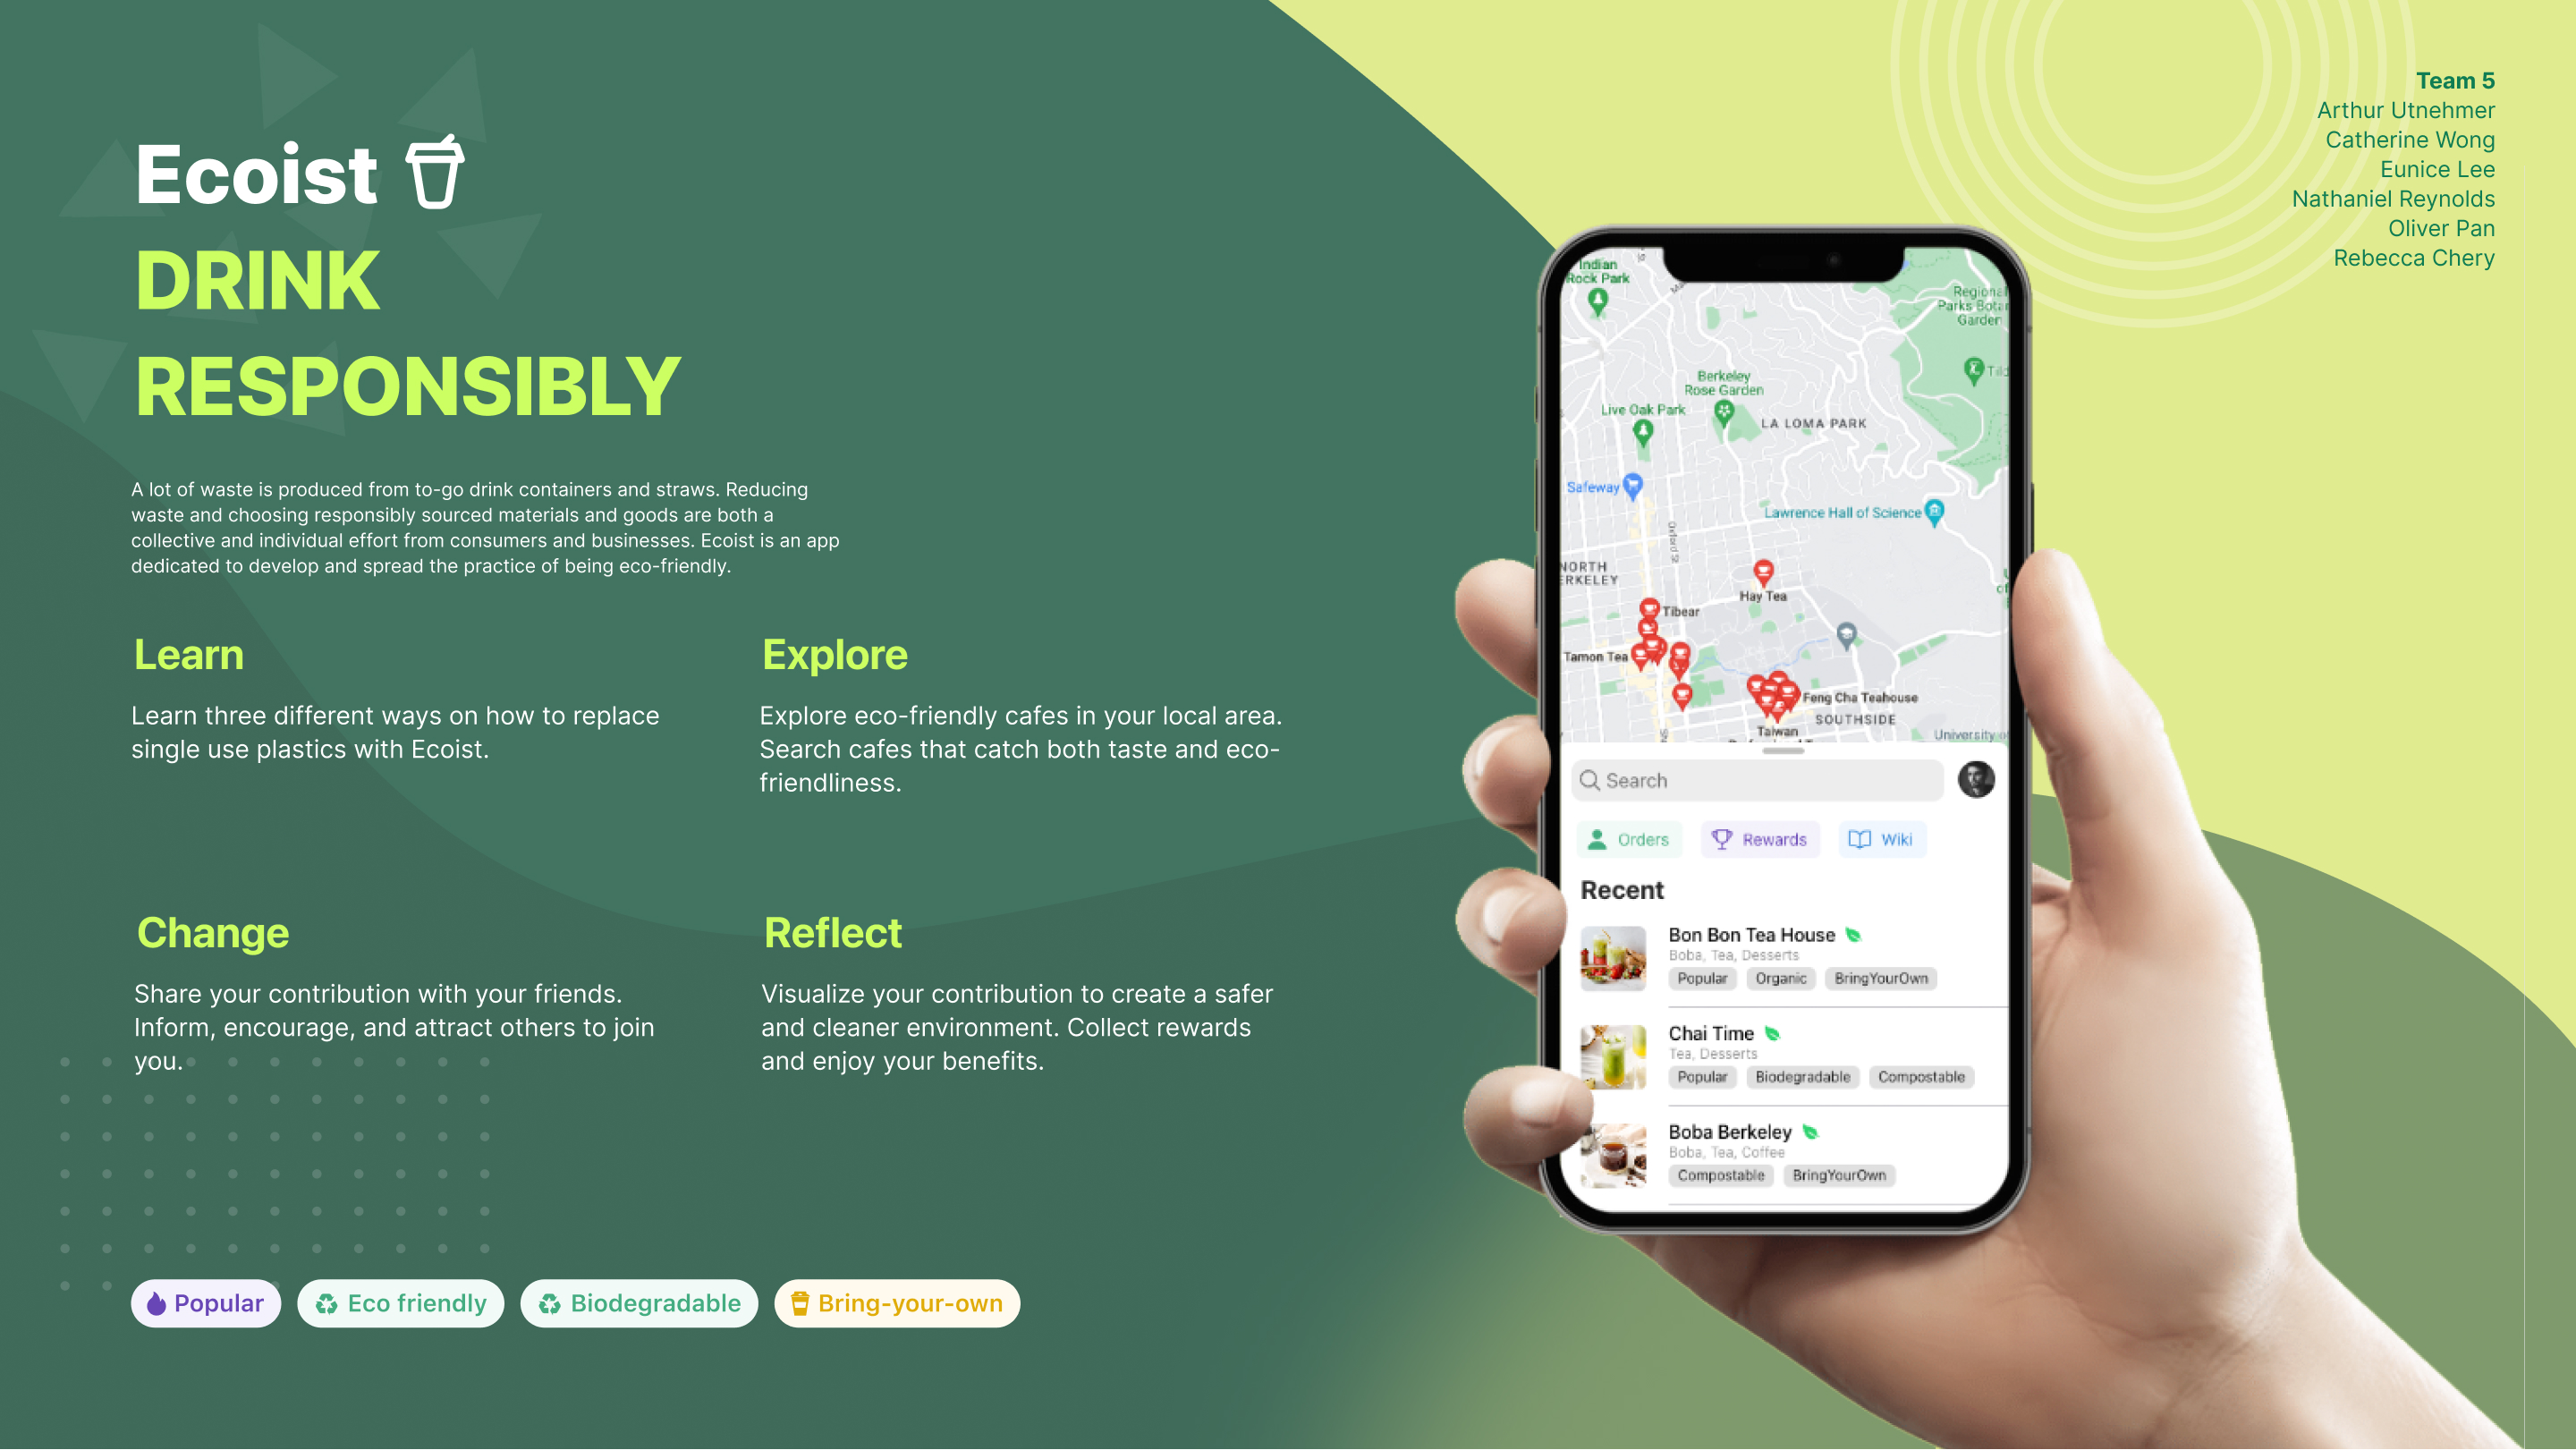 Ecoist
DRINK
RESPONSIBLY
A lot of waste is produced from to-go drink containers and straws. Reducing
waste and choosing responsibly sourced materials and goods are both a
collective and individual effort from consumers and businesses. Ecoist is an app
dedicated to develop and spread the practice of being eco-friendly.
Learn
Learn three different ways on how to replace
single use plastics with Ecoist.
Explore
Explore eco-friendly cafes in your local area.
Search cafes that catch both taste and eco-
friendliness.
Change
Share your contribution with your friends.
Inform, encourage, and attract others to join
you.
Reflect
Visualize your contribution to create a safer
and cleaner environment. Collect rewards
and enjoy your benefits.
Popular
Eco friendly
Biodegradable
Bring-your-own
Team 5
Arthur Utnehmer
Catherine Wong
Eunice Lee
Nathaniel Reynolds
Oliver Pan
Rebecca Chery
Indian
Rock Park
Regional
Parks Botan
Garden
Tild
Berkeley
Rose Garden
Live Oak Park
LA LOMA PARK
Safeway
Lawrence Hall of Science
Oxford St
NORTH
ERKELEY
Hay Tea
Tibear
Tamon Tea
Feng Cha Teahouse
SOUTHSIDE
Taiwan
University of
Search
Orders
Rewards
Wiki
Recent
Bon Bon Tea House
Boba, Tea, Desserts
Popular
Organic
BringYourOwn
Chai Time
Tea, Desserts
Popular
Biodegradable
Compostable
Boba Berkeley
Boba, Tea, Coffee
Compostable
BringYourOwn